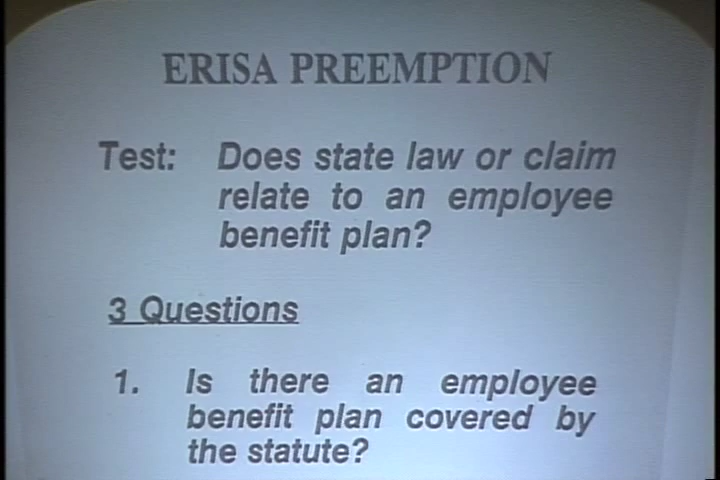 ERISA PREEMPTION
Test: Does state law or claim
relate to an employee
benefit plan?
3 Questions
1. Is there an employee
benefit plan covered by
the statute?